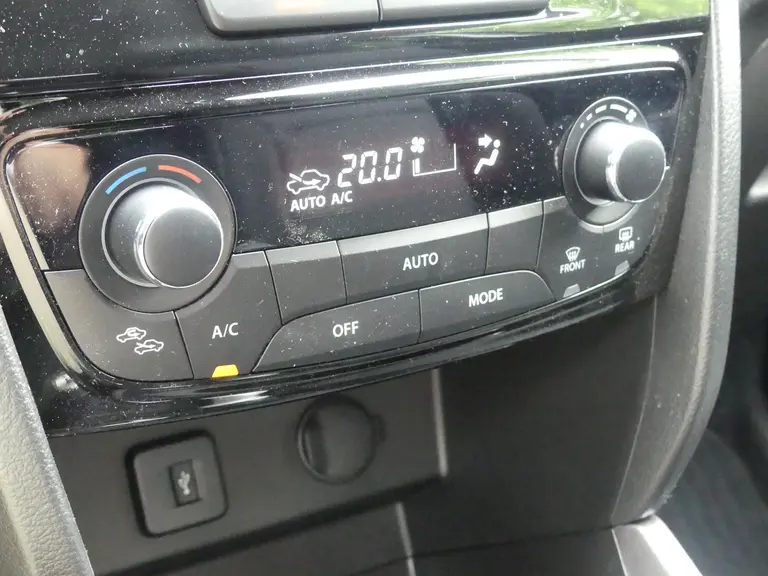 20.0
AUTO A/C
AUTO
FRONT
REAR
A/C
OFF
MODE